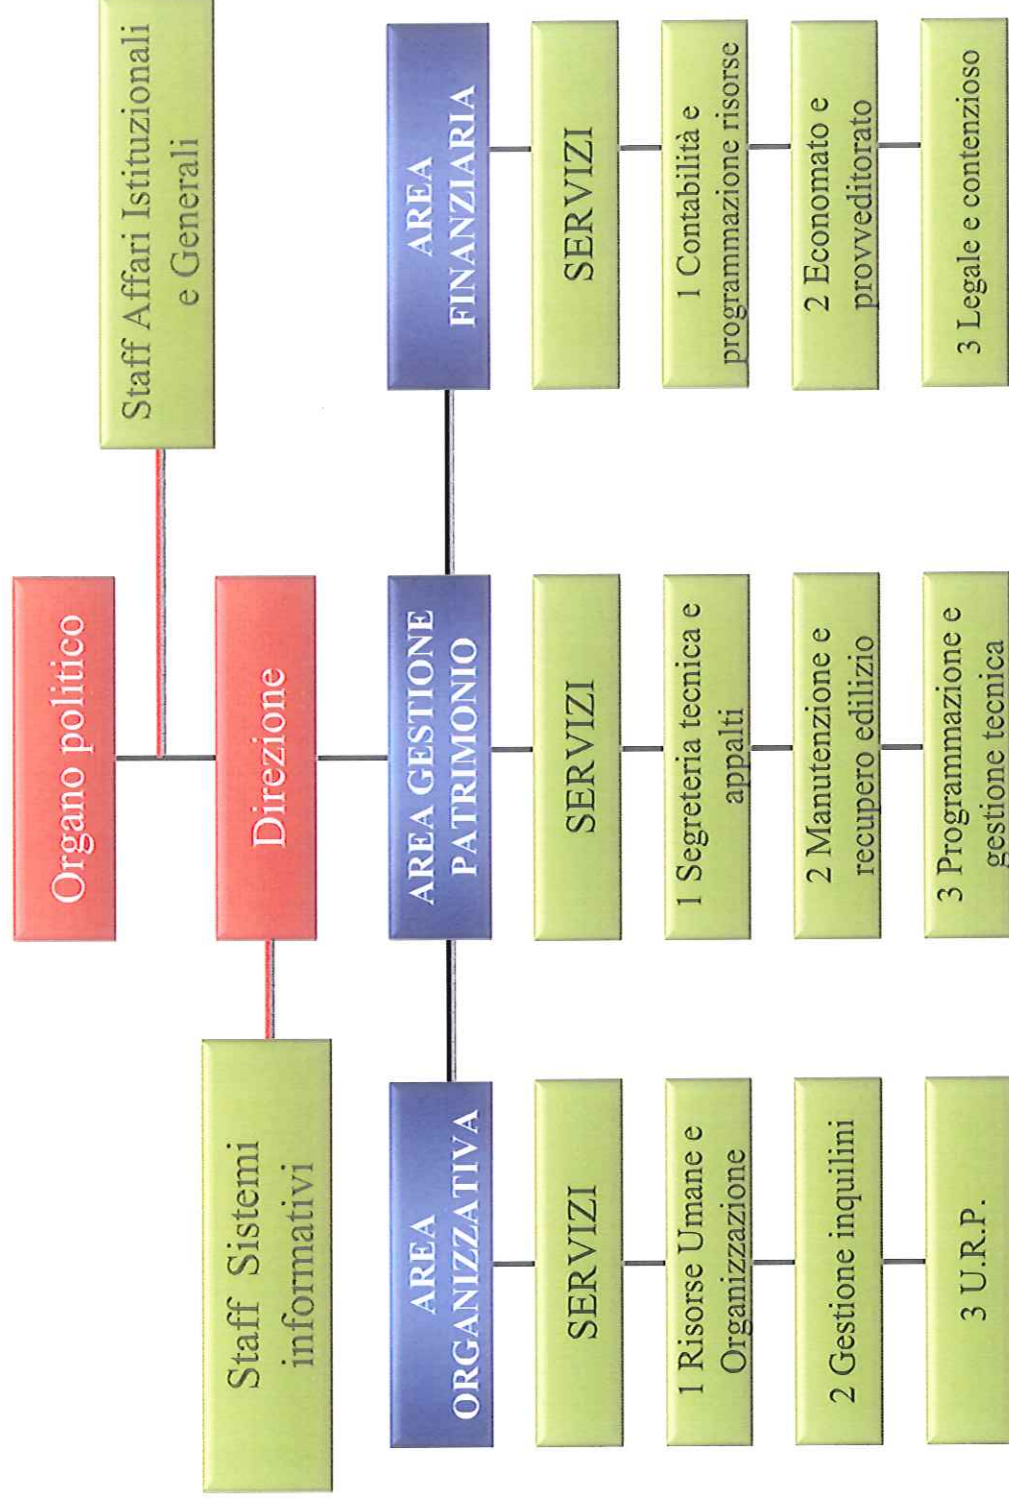 Organo politico
Staff Affari Istituzionali
e Generali
Staff Sistemi
informativi
Direzione
AREA
ORGANIZZATIVA
AREA GESTIONE
PATRIMONIO
AREA
FINANZIARIA
SERVIZI
1 Risorse Umane e
Organizzazione
2 Gestione inquilini
3 U.R.P.
SERVIZI
1 Segreteria tecnica e
appalti
2 Manutenzione e
recupero edilizio
3 Programmazione e
gestione tecnica
SERVIZI
1 Contabilità e
programmazione risorse
2 Economato e
provveditorato
3 Legale e contenzioso